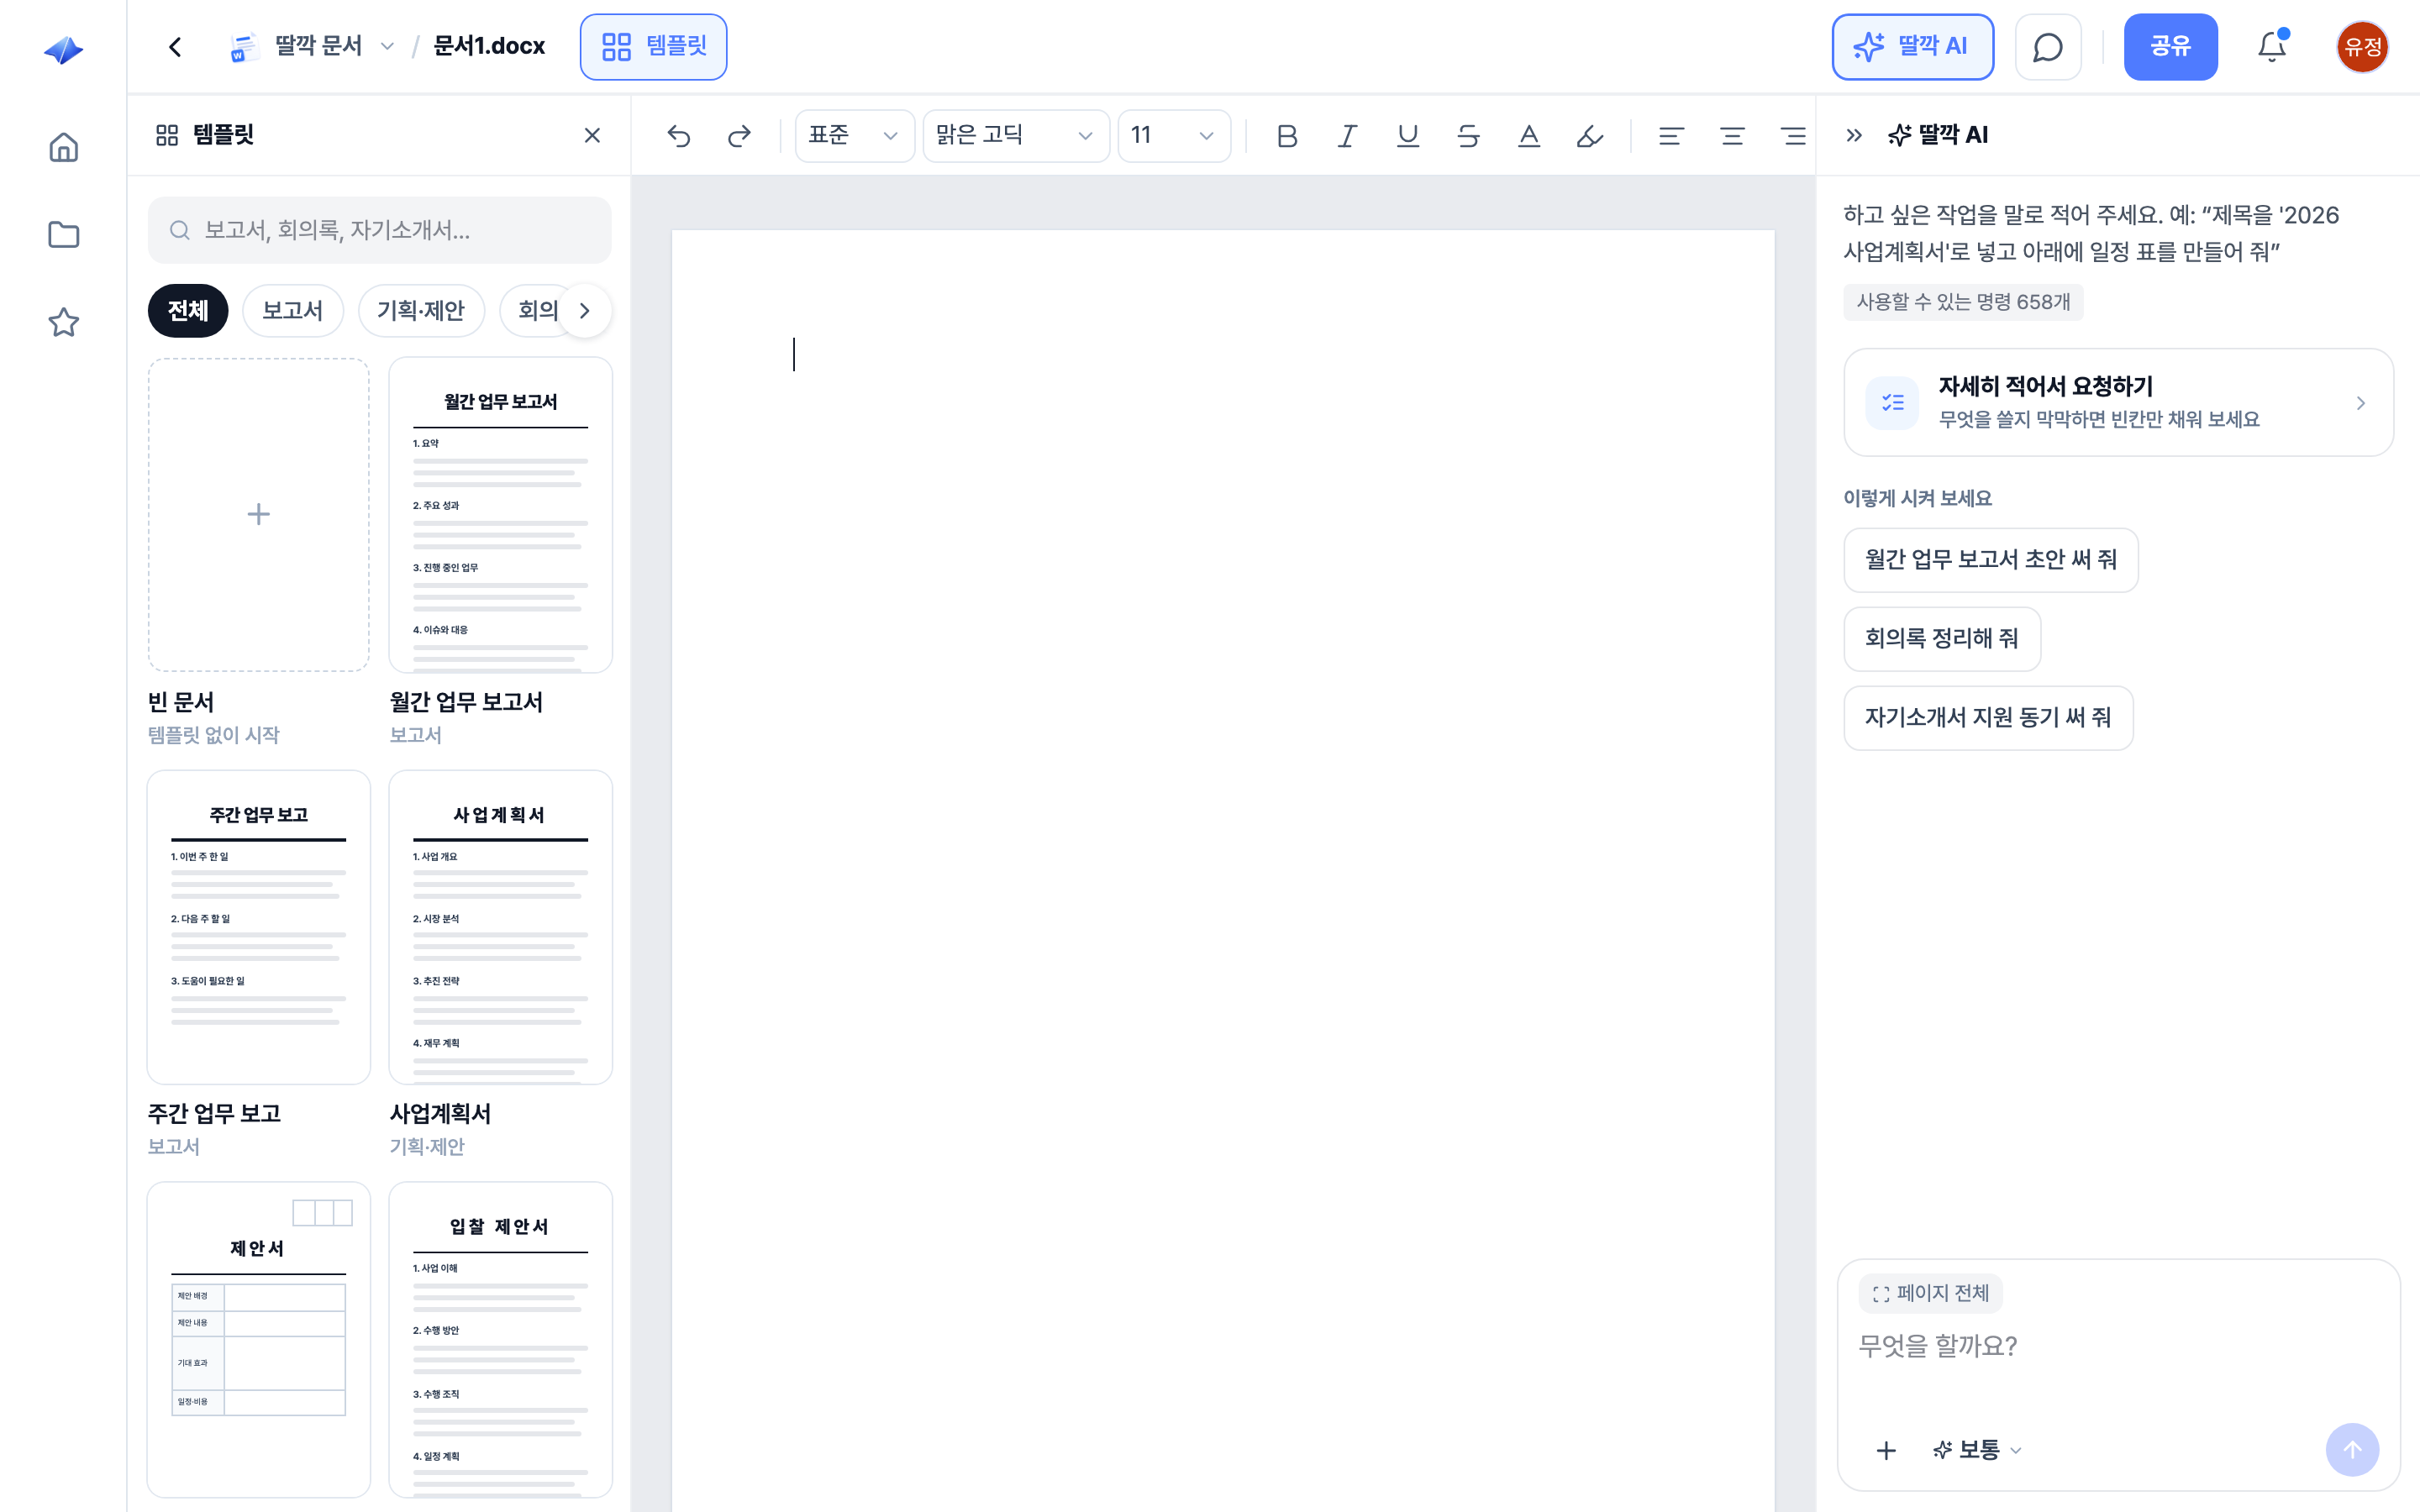 딸깍 문서 / 문서1.docx
템플릿
딸깍 AI
공유
유정
템플릿
보고서, 회의록, 자기소개서...
전체
보고서
기획·제안
회의
월간 업무 보고서
1. 요약
2. 주요 성과
3. 진행 중인 업무
4. 이슈와 대응
빈 문서
템플릿 없이 시작
월간 업무 보고서
보고서
주간 업무 보고
1. 이번 주 한 일
2. 다음 주 할 일
3. 도움이 필요한 일
사업계획서
1. 사업 개요
2. 시장 분석
3. 추진 전략
4. 재무 계획
주간 업무 보고
보고서
사업계획서
기획·제안
제안서
제안 배경
제안 내용
기대 효과
일정·비용
입찰 제안서
1. 사업 이해
2. 수행 방안
3. 수행 조직
4. 일정 계획
표준
맑은 고딕
11
딸깍 AI
하고 싶은 작업을 말로 적어 주세요. 예: “제목을 '2026
사업계획서'로 넣고 아래에 일정 표를 만들어 줘”
사용할 수 있는 명령 658개
자세히 적어서 요청하기
무엇을 쓸지 막막하면 빈칸만 채워 보세요
이렇게 시켜 보세요
월간 업무 보고서 초안 써 줘
회의록 정리해 줘
자기소개서 지원 동기 써 줘
페이지 전체
무엇을 할까요?
보통